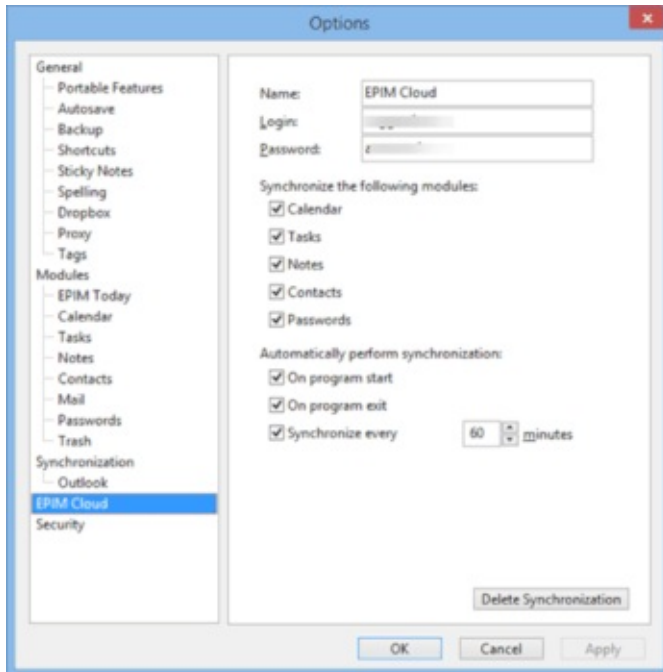 Options
General
Portable Features
Autosave
Backup
Shortcuts
Sticky Notes
Spelling
Dropbox
Proxy
Tags
Modules
EPIM Today
Calendar
Tasks
Notes
Contacts
Mail
Passwords
Trash
Synchronization
Outlook
EPIM Cloud
Security
Name: EPIM Cloud
Login:
Password:
Synchronize the following modules:
Calendar
Tasks
Notes
Contacts
Passwords
Automatically perform synchronization:
On program start
On program exit
Synchronize every 60 minutes
Delete Synchronization
OK Cancel Apply